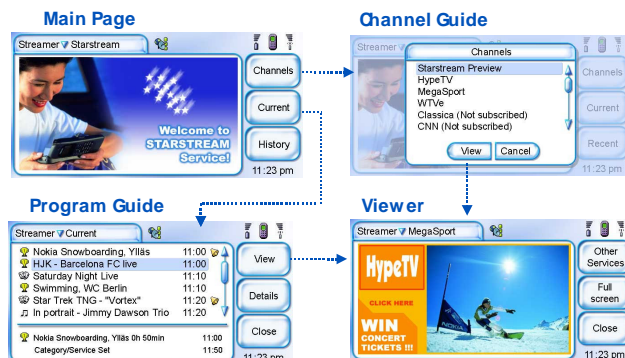 Main Page
Streamer Starstream
Welcome to
STARSTREAM
Service!
Channels
Current
History
11:23 pm
Channel Guide
Streamer
Channels
Starstream Preview
HypeTV
MegaSport
WTVe
Classica (Not subscribed)
CNN (Not subscribed)
View Cancel
Channels
Current
Recent
11:23 pm
Program Guide
Streamer Current
Nokia Snowboarding, Ylläs 11:00
HJK - Barcelona FC live 11:00
Saturday Night Live 11:10
Swimming, WC Berlin 11:10
Star Trek TNG - "Vortex" 11:20
In portrait - Jimmy Dawson Trio 11:20
Nokia Snowboarding, Ylläs 0h 50min 11:00
Category/Service Set 11:50
View
Details
Close
11:23 pm
Viewer
Streamer MegaSport
HypeTV
CLICK HERE
WIN
CONCERT
TICKETS !!!
NOKIA
Other
Services
Full
screen
Close
11:23 pm